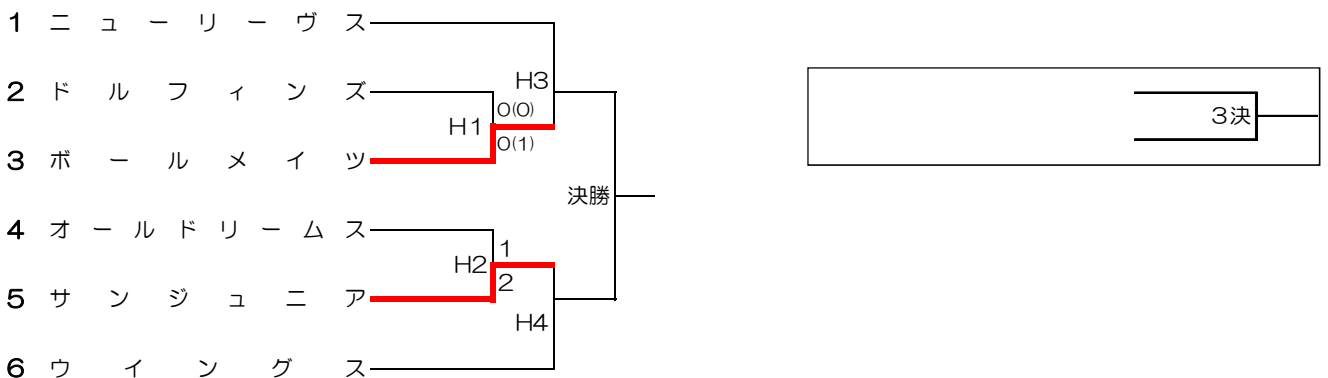 1 ニューリーヴス
H3
2 ドルフィンズ
3決
0(0)
H1
0(1)
3 ボールメイツ
決勝
4 オールドリームス
1
H2
2
5 サンジュニア
H4
6 ウイングス